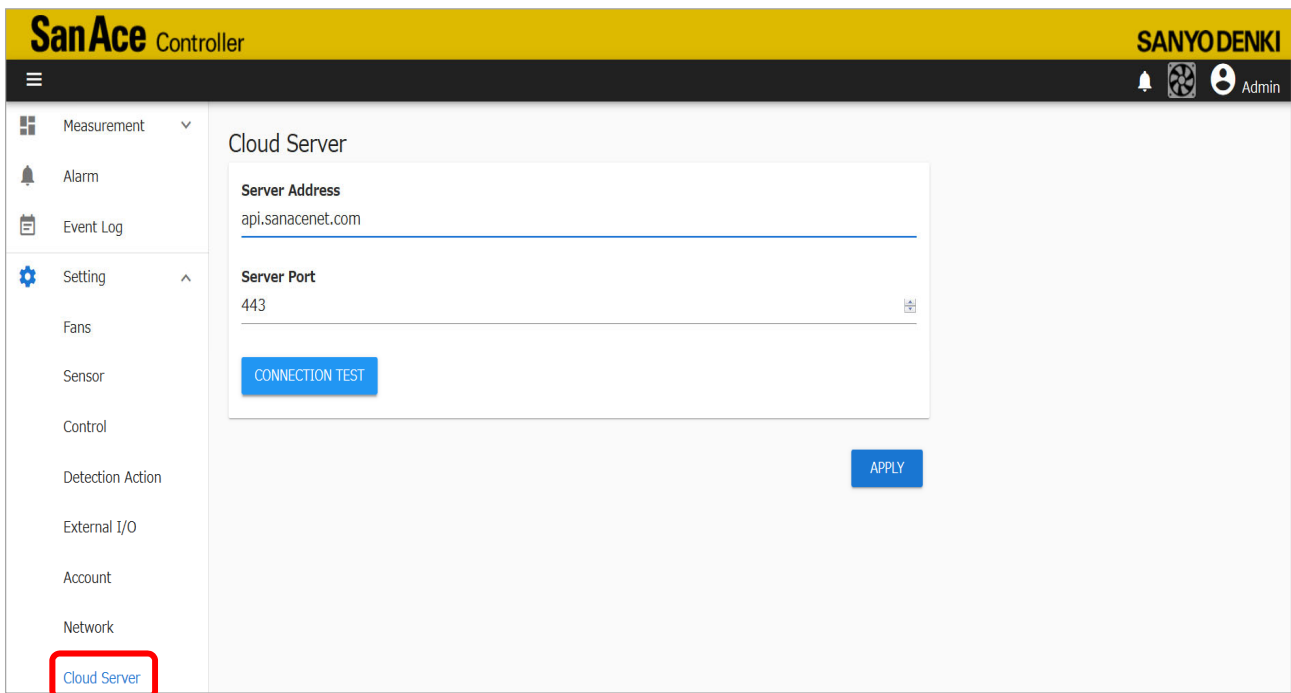 San Ace Controller
SANYO DENKI
Admin
Measurement
Alarm
Event Log
Setting
Fans
Sensor
Control
Detection Action
External I/O
Account
Network
Cloud Server
Cloud Server
Server Address
api.sanacenet.com
Server Port
443
CONNECTION TEST
APPLY